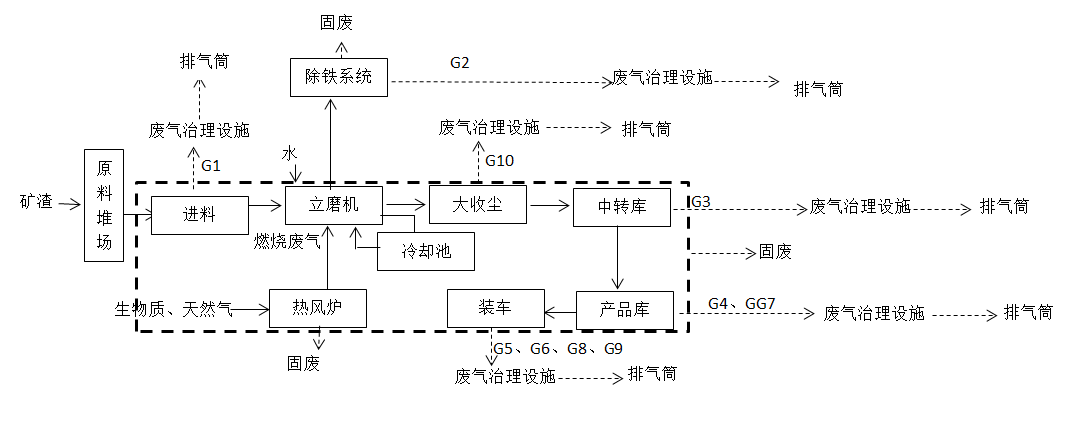 固废
G2
排气筒
除铁系统
废气治理设施
排气筒
废气治理设施
废气治理设施
排气筒
水
G1
G10
原料堆场
矿渣
进料
立磨机
大收尘
中转库
G3
废气治理设施
排气筒
燃烧废气
冷却池
固废
生物质、天然气
热风炉
装车
产品库
G4、GG7
废气治理设施
排气筒
固废
G5、G6、G8、G9
废气治理设施
排气筒